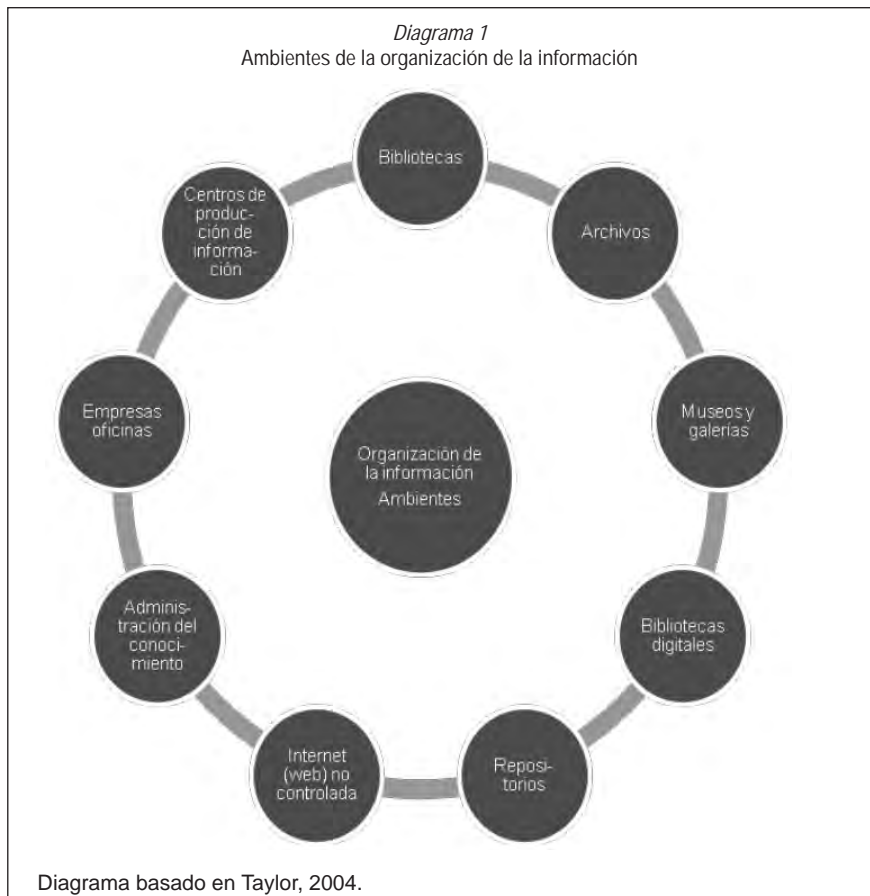 Diagrama 1
Ambientes de la organización de la información
Bibliotecas
Archivos
Museos y
galerías
Bibliotecas
digitales
Reposi-
torios
Internet
(web) no
controlada
Adminis-
tración del
conoci-
miento
Empresas
oficinas
Centros de
produc-
ción de
informa-
ción
Organización de
la información
Ambientes
Diagrama basado en Taylor, 2004.